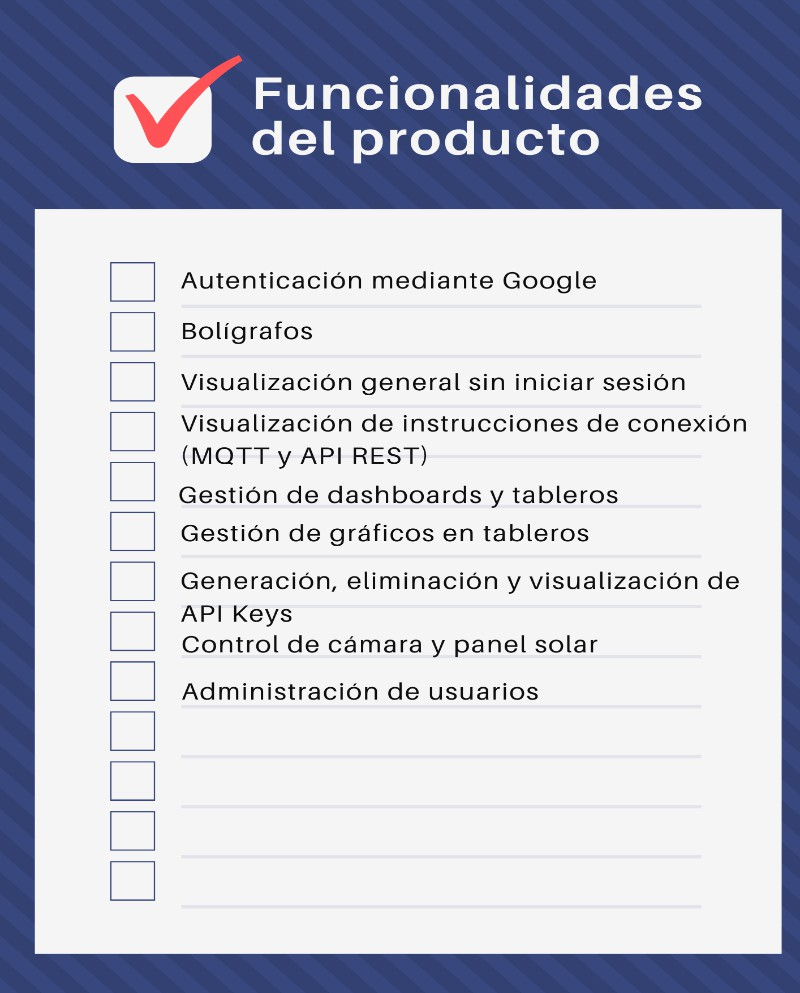 Funcionalidades
del producto
Autenticación mediante Google
Bolígrafos
Visualización general sin iniciar sesión
Visualización de instrucciones de conexión
(MQTT y API REST)
Gestión de dashboards y tableros
Gestión de gráficos en tableros
Generación, eliminación y visualización de
API Keys
Control de cámara y panel solar
Administración de usuarios